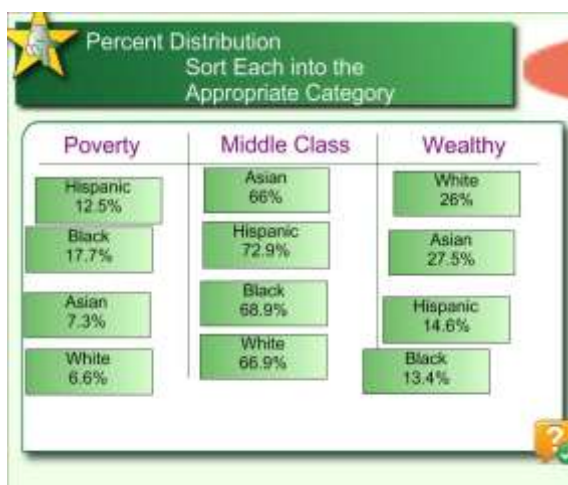 Percent Distribution
Sort Each into the
Appropriate Category
Poverty
Middle Class
Wealthy
Hispanic
12.5%
Black
17.7%
Asian
7.3%
White
6.6%
Asian
66%
Hispanic
72.9%
Black
68.9%
White
66.9%
White
26%
Asian
27.5%
Hispanic
14.6%
Black
13.4%
?